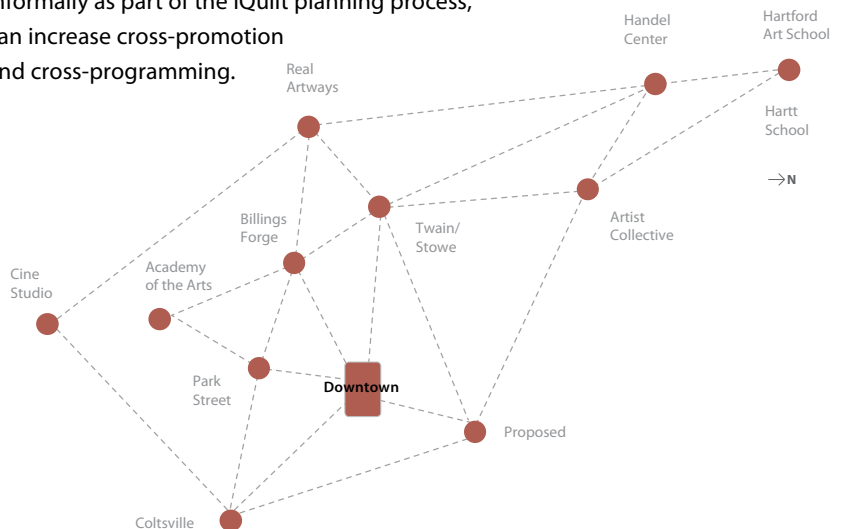 nformally as part of the iQuilt planning process,
an increase cross-promotion
nd cross-programming.
Handel
Center
Hartford
Art School
Real
Artways
Hartt
School
N
Billings
Forge
Twain/
Stowe
Artist
Collective
Cine
Studio
Academy
of the Arts
Park
Street
Downtown
Proposed
Coltsville